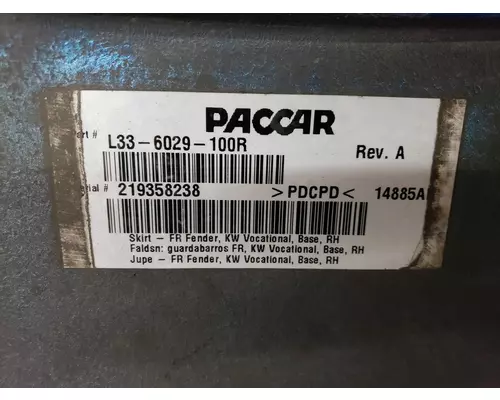 PACCAR
L33-6029-100R
Rev. A
219358238 >PDCPD< 14885A
Skirt - FR Fender, KW Vocational, Base, RH
Faldsn: guardabarros FR, KW Vocational, Base, RH
Jupe - FR Fender, KW Vocational, Base, RH